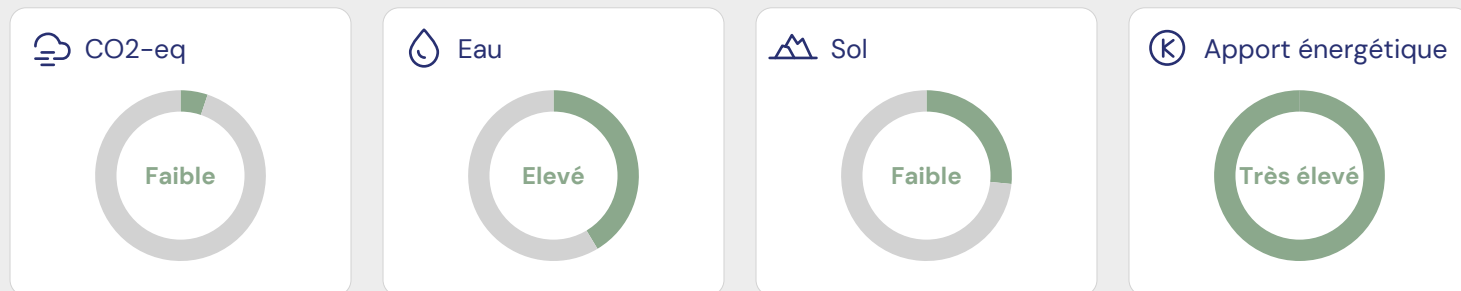 CO2-eq
Faible
Eau
Elevé
Sol
Faible
Apport énergétique
Très élevé